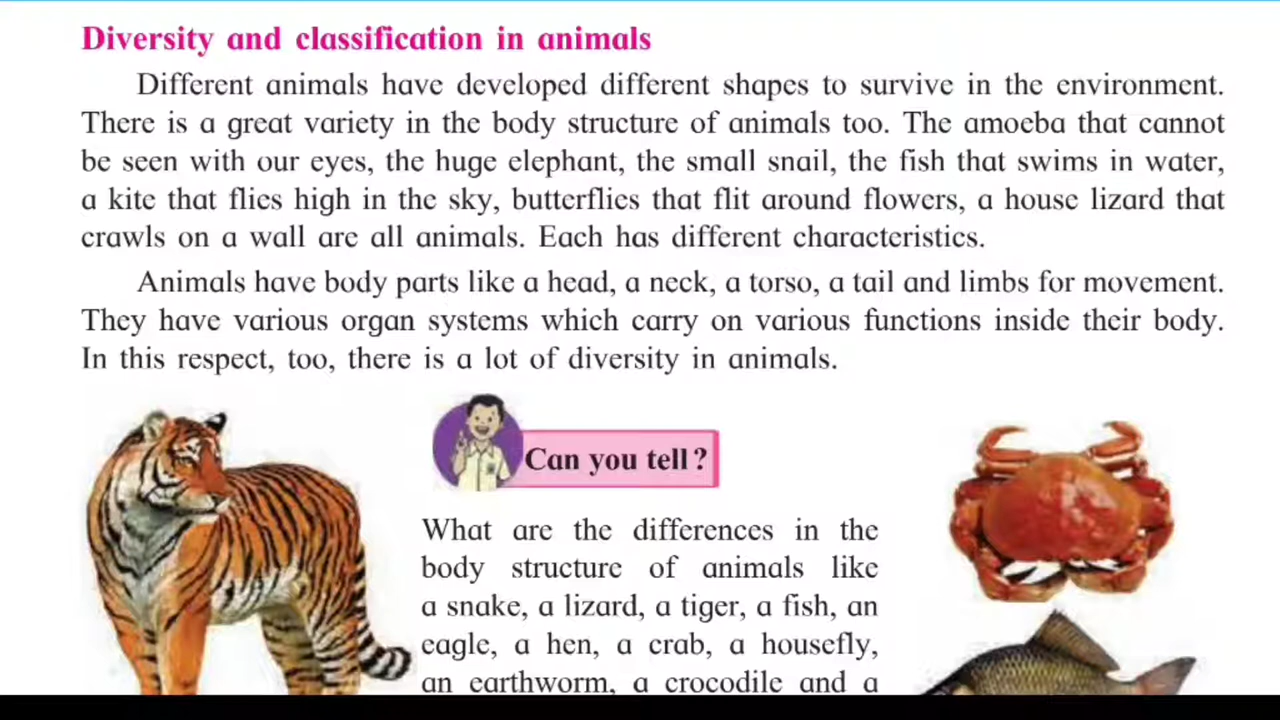 Diversity and classification in animals
Different animals have developed different shapes to survive in the environment.
There is a great variety in the body structure of animals too. The amoeba that cannot
be seen with our eyes, the huge elephant, the small snail, the fish that swims in water,
a kite that flies high in the sky, butterflies that flit around flowers, a house lizard that
crawls on a wall are all animals. Each has different characteristics.
Animals have body parts like a head, a neck, a torso, a tail and limbs for movement.
They have various organ systems which carry on various functions inside their body.
In this respect, too, there is a lot of diversity in animals.
Can you tell?
What are the differences in the
body structure of animals like
a snake, a lizard, a tiger, a fish, an
eagle, a hen, a crab, a housefly,
an earthworm, a crocodile and a